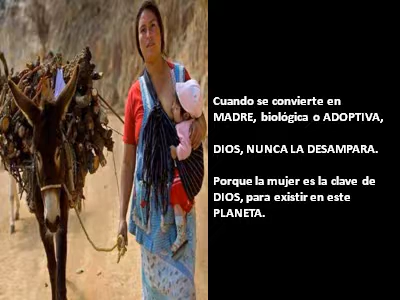 Cuando se convierte en
MADRE, biológica o ADOPTIVA,
DIOS, NUNCA LA DESAMPARA.
Porque la mujer es la clave de
DIOS, para existir en este
PLANETA.